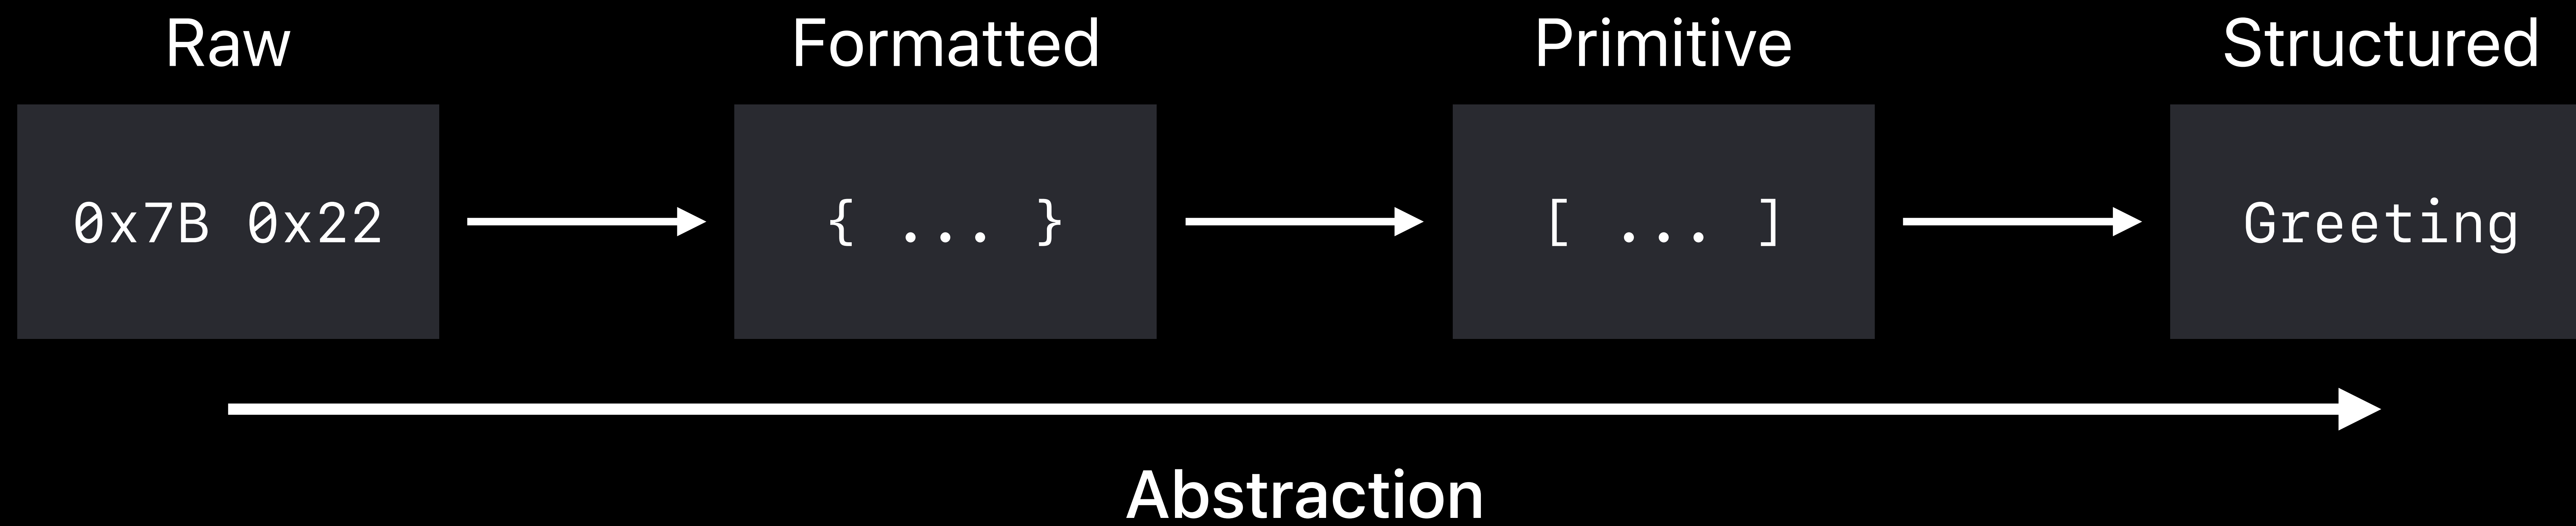 Raw
Formatted
Primitive
Structured
0x7B 0x22
{ ... }
[ ... ]
Greeting
Abstraction